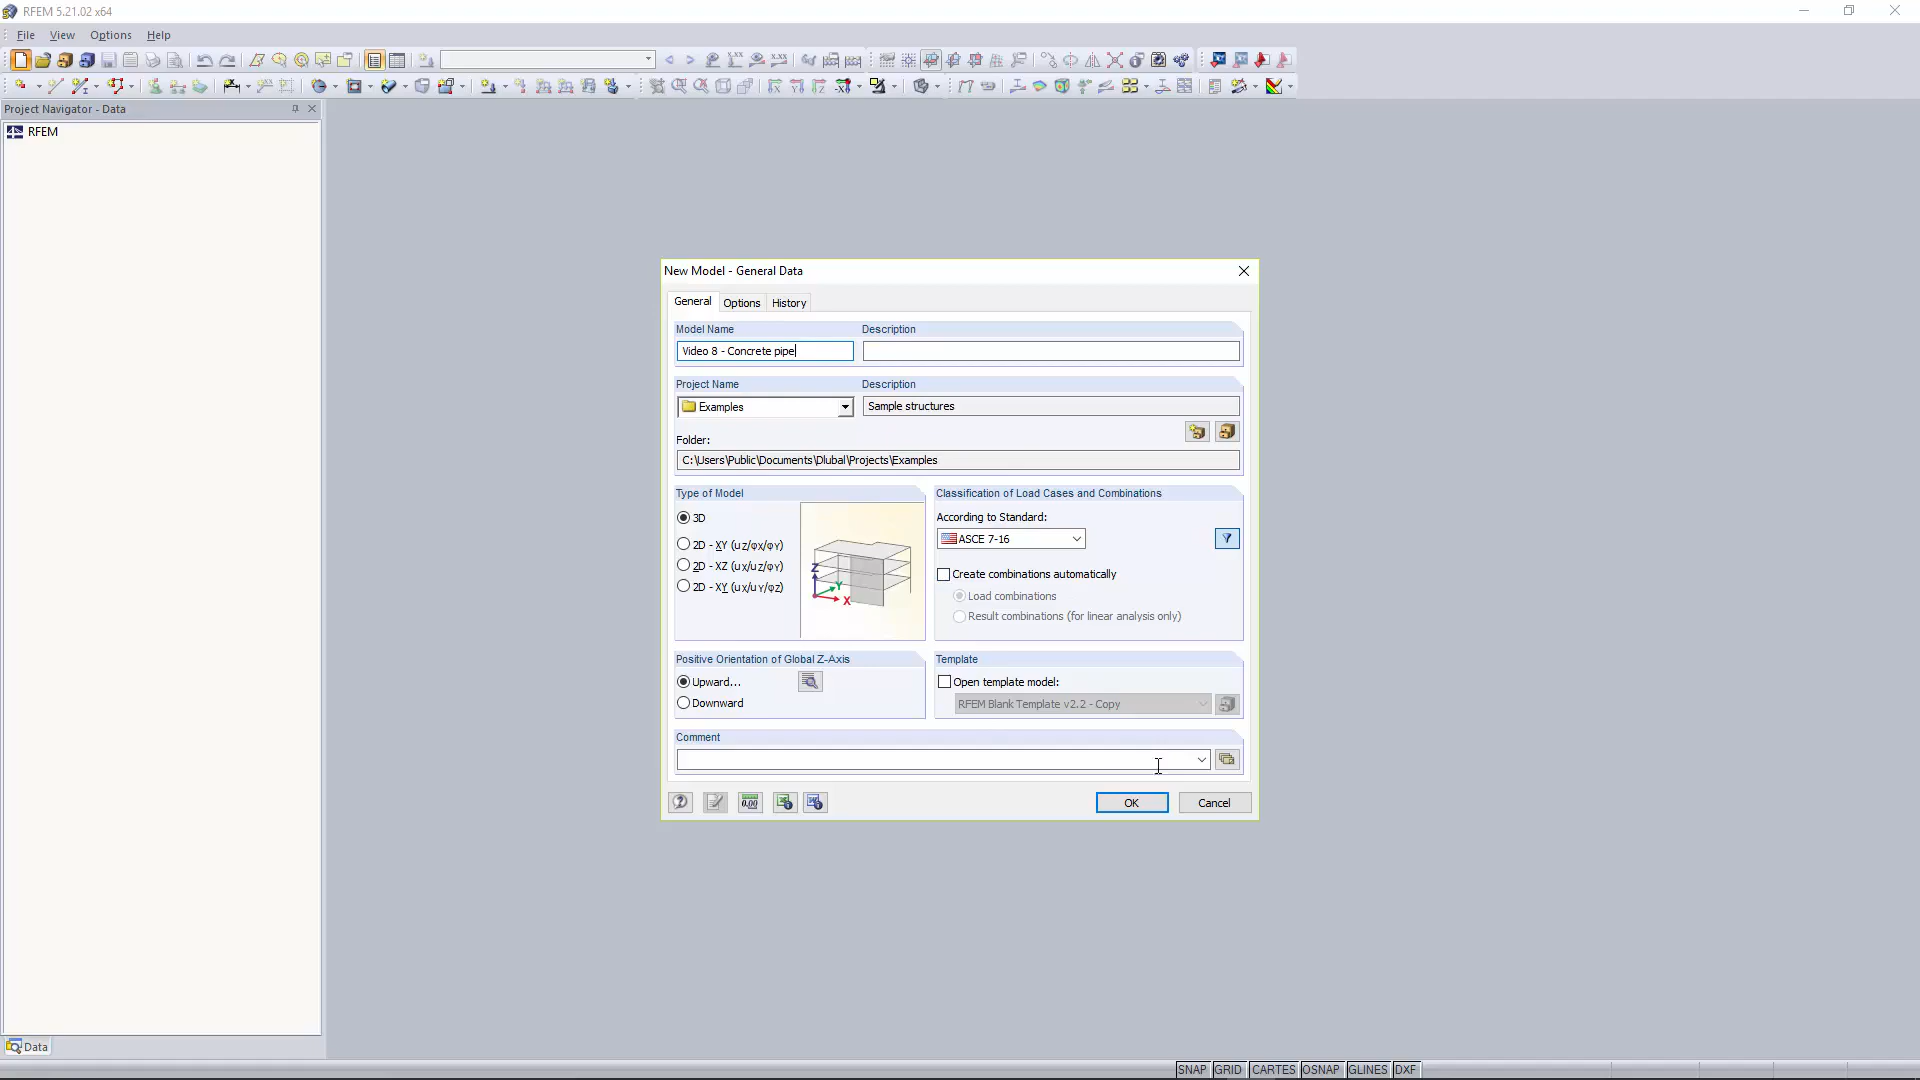 RFEM 5.21.02 x64
File View Options Help
Project Navigator - Data
RFEM
New Model - General Data
General Options History
Model Name Description
Video 8 - Concrete pipe
Project Name Description
Examples Sample structures
Folder:
C:\Users\Public\Documents\Dlubal\Projects\Examples
Type of Model Classification of Load Cases and Combinations
3D According to Standard:
2D - XY (uZ/φX/φY) ASCE 7-16
2D - XZ (uX/uZ/φY) Create combinations automatically
2D - XY (uX/uY/φZ) Load combinations
Result combinations (for linear analysis only)
Z
Y
X
Positive Orientation of Global Z-Axis Template
Upward... Open template model:
Downward RFEM Blank Template v2.2 - Copy
Comment
0.00 OK Cancel
Data
SNAP GRID CARTES OSNAP GLINES DXF